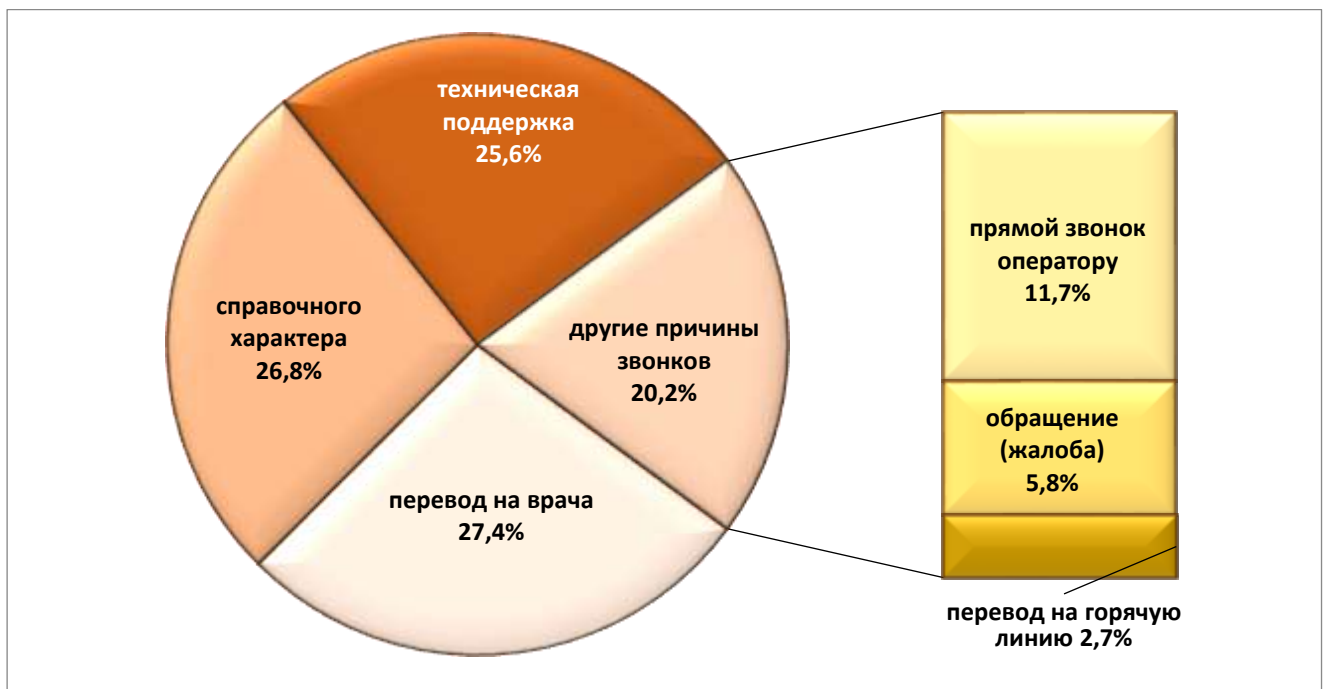 техническая
поддержка
25,6%
справочного
характера
26,8%
другие причины
звонков
20,2%
перевод на врача
27,4%
прямой звонок
оператору
11,7%
обращение
(жалоба)
5,8%
перевод на горячую
линию 2,7%